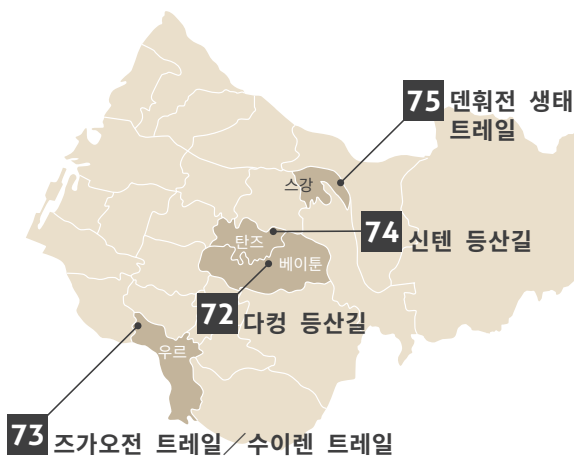 75 덴훠전 생태
트레일
스강
탄즈
74 신텐 등산길
베이툰
72 다컹 등산길
우르
73 즈가오전 트레일／수이렌 트레일